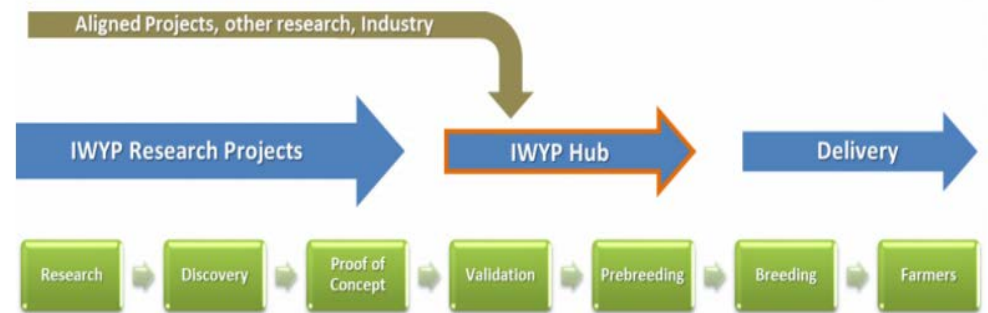 Aligned Projects, other research, Industry
IWYP Research Projects
IWYP Hub
Delivery
Research
Discovery
Proof of
Concept
Validation
Prebreeding
Breeding
Farmers